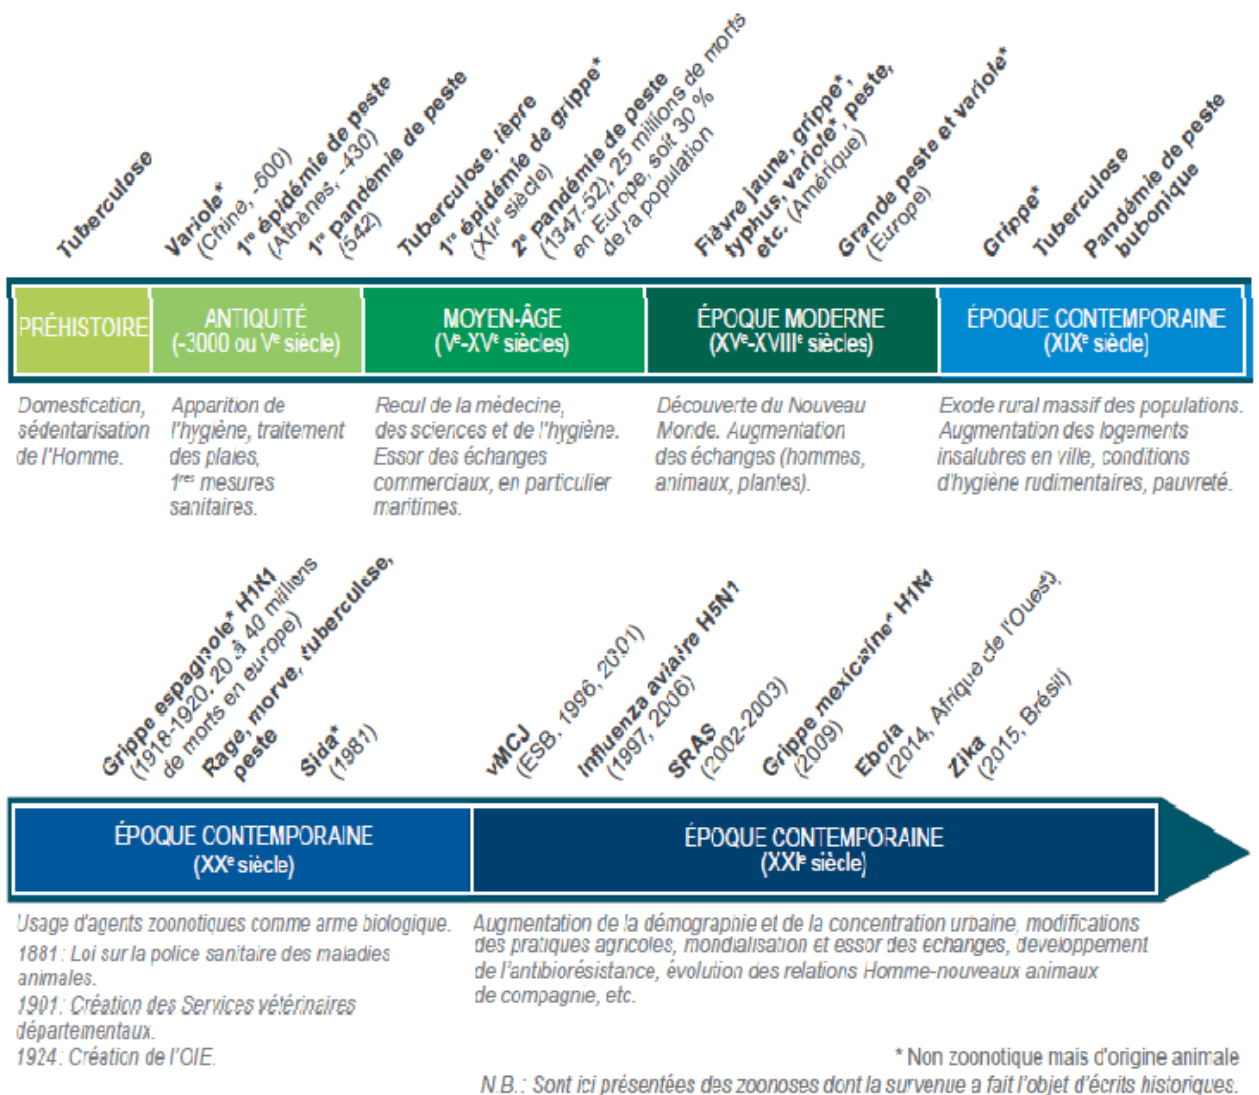 Tuberculose
Variole*
(Chine, -600)
1re épidémie de peste
(Athènes, -430)
1re pandémie de peste
(542)
Tuberculose, lèpre
1re épidémie de grippe*
(XIIe siècle)
2e pandémie de peste
(1347-52), 25 millions de morts
en Europe, soit 30 %
de la population
Fièvre jaune, grippe*,
typhus, variole*, peste,
etc. (Amérique)
Grande peste et variole*
(Europe)
Grippe*
Tuberculose
Pandémie de peste
bubonique
PRÉHISTOIRE
ANTIQUITÉ
(-3000 ou Ve siècle)
MOYEN-ÂGE
(Ve-XVe siècles)
ÉPOQUE MODERNE
(XVe-XVIIIe siècles)
ÉPOQUE CONTEMPORAINE
(XIXe siècle)
Domestication,
sédentarisation
de l'Homme.
Apparition de
l'hygiène, traitement
des plaies,
1res mesures
sanitaires.
Recul de la médecine,
des sciences et de l'hygiène.
Essor des échanges
commerciaux, en particulier
maritimes.
Découverte du Nouveau
Monde. Augmentation
des échanges (hommes,
animaux, plantes).
Exode rural massif des populations.
Augmentation des logements
insalubres en ville, conditions
d'hygiène rudimentaires, pauvreté.
Grippe espagnole* H1N1
(1918-1920, 20 à 40 millions
de morts en europe)
Rage, morve, tuberculose,
peste
Sida*
(1981)
vMCJ
(ESB, 1996, 2001)
Influenza aviaire H5N1
(1997, 2006)
SRAS
(2002-2003)
Grippe mexicaine* H1N1
(2009)
Ebola
(2014, Afrique de l'Ouest)
Zika
(2015, Brésil)
ÉPOQUE CONTEMPORAINE
(XXe siècle)
ÉPOQUE CONTEMPORAINE
(XXIe siècle)
Usage d'agents zoonotiques comme arme biologique.
1881 : Loi sur la police sanitaire des maladies
animales.
1901 : Création des Services vétérinaires
départementaux.
1924 : Création de l'OIE.
Augmentation de la démographie et de la concentration urbaine, modifications
des pratiques agricoles, mondialisation et essor des échanges, développement
de l'antibiorésistance, évolution des relations Homme-nouveaux animaux
de compagnie, etc.
* Non zoonotique mais d'origine animale
N.B. : Sont ici présentées des zoonoses dont la survenue a fait l'objet d'écrits historiques.